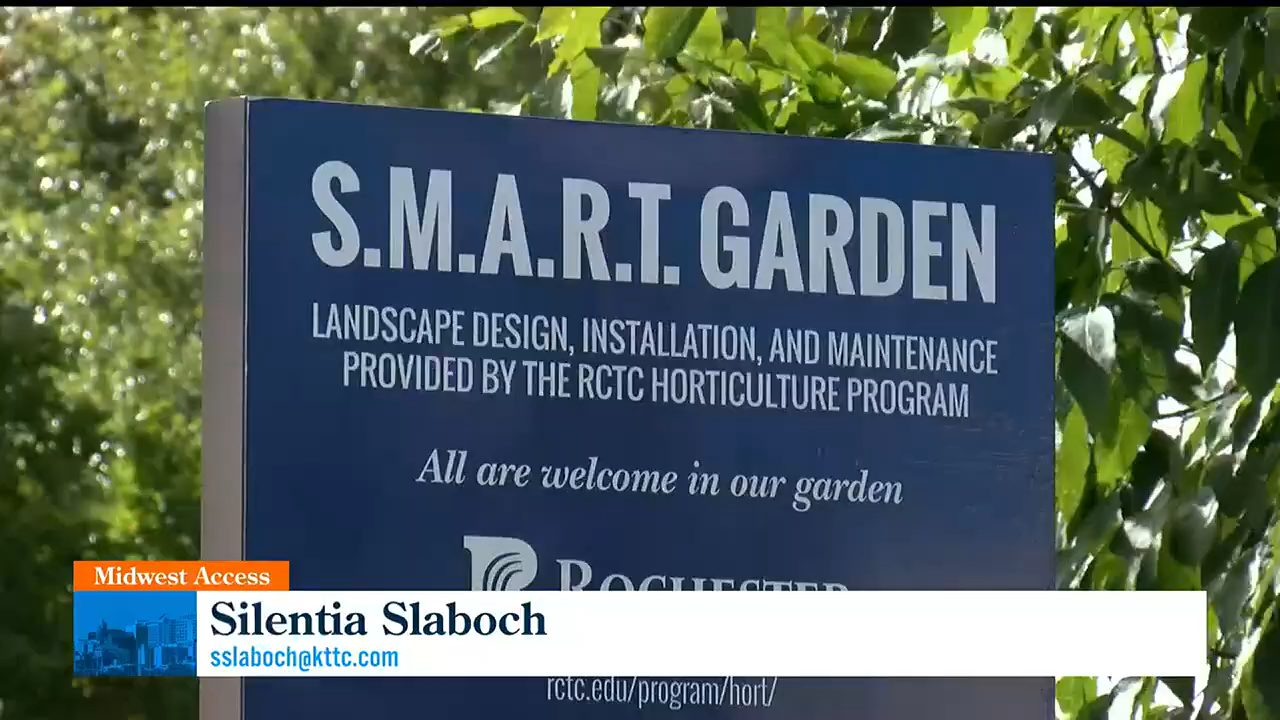 S.M.A.R.T. GARDEN
LANDSCAPE DESIGN, INSTALLATION, AND MAINTENANCE
PROVIDED BY THE RCTC HORTICULTURE PROGRAM
All are welcome in our garden
ROCHESTER
Midwest Access
Silentia Slaboch
sslaboch@kttc.com
rctc.edu/program/hort/